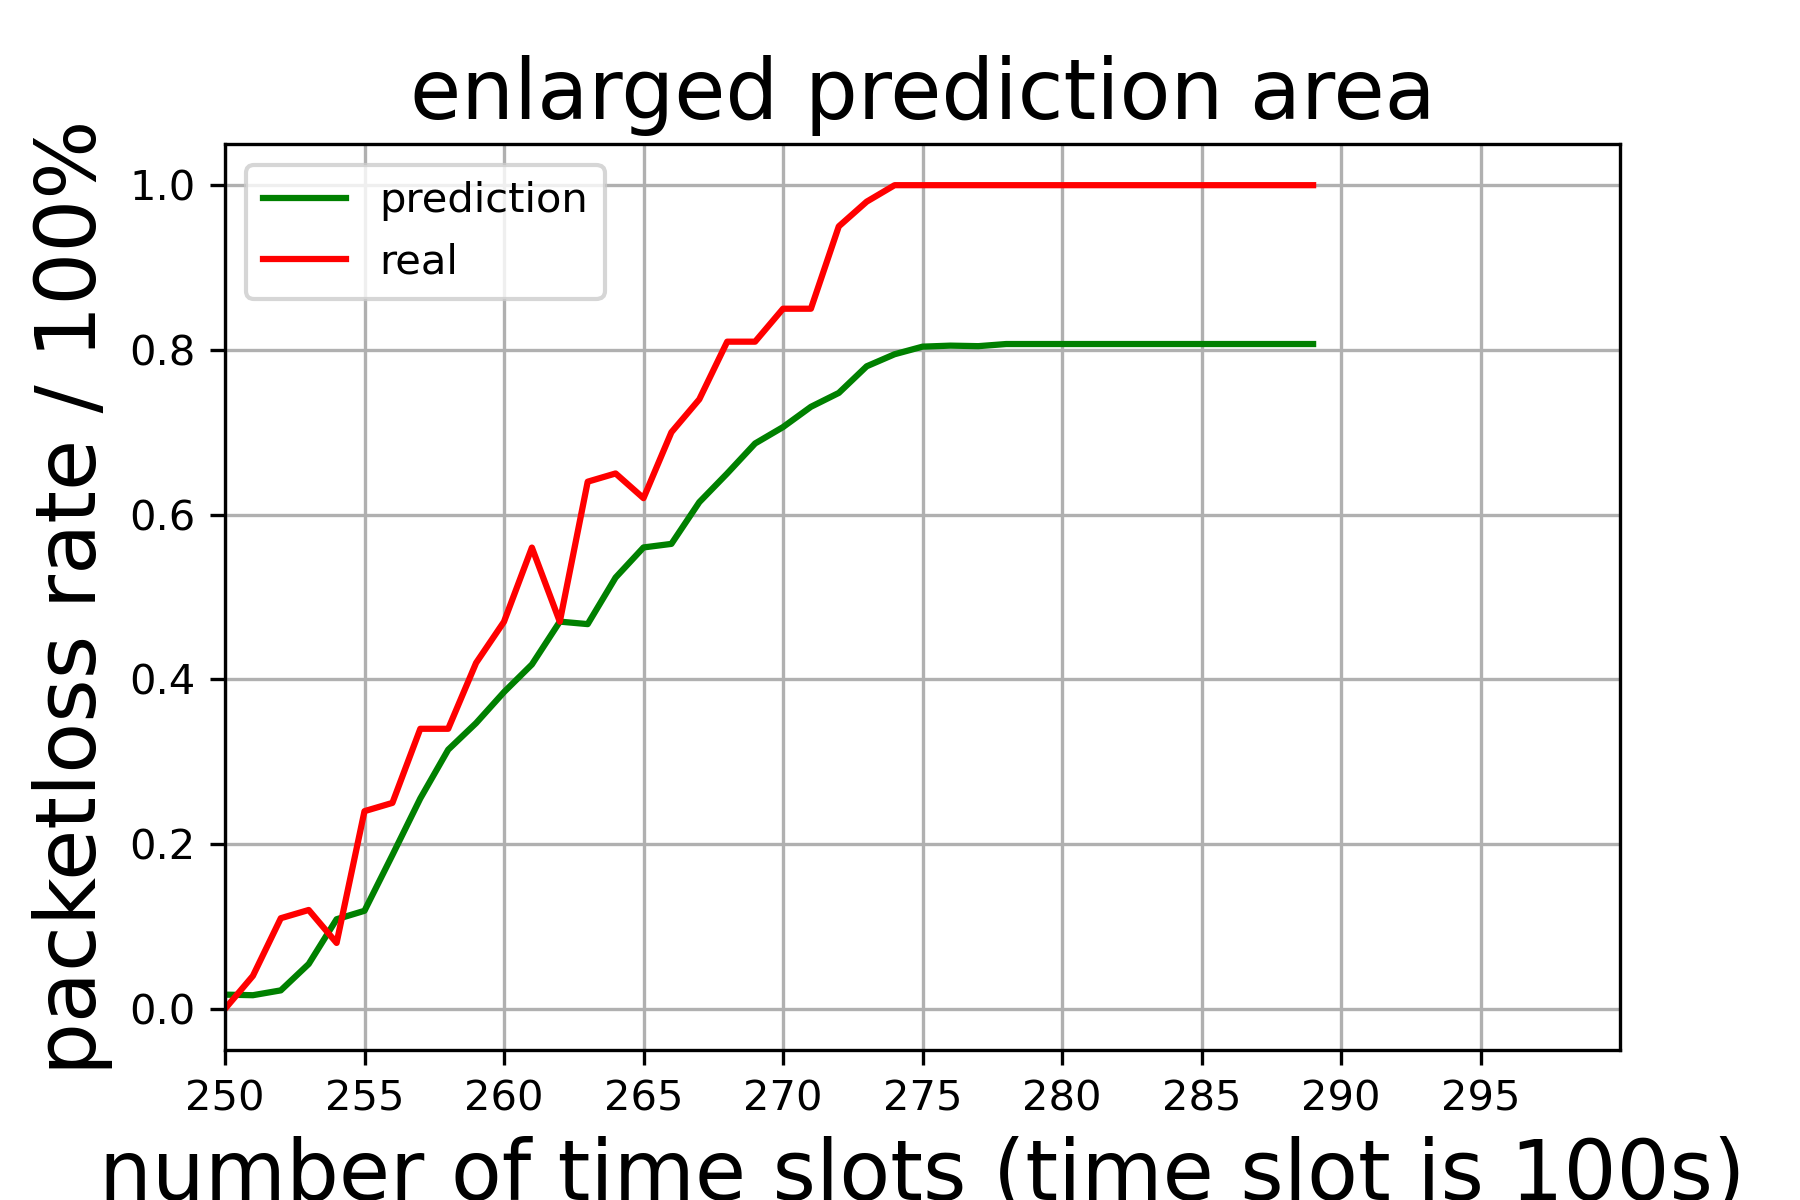 enlarged prediction area
packetloss rate / 100%
prediction
real
1.0
0.8
0.6
0.4
0.2
0.0
250 255 260 265 270 275 280 285 290 295
number of time slots (time slot is 100s)